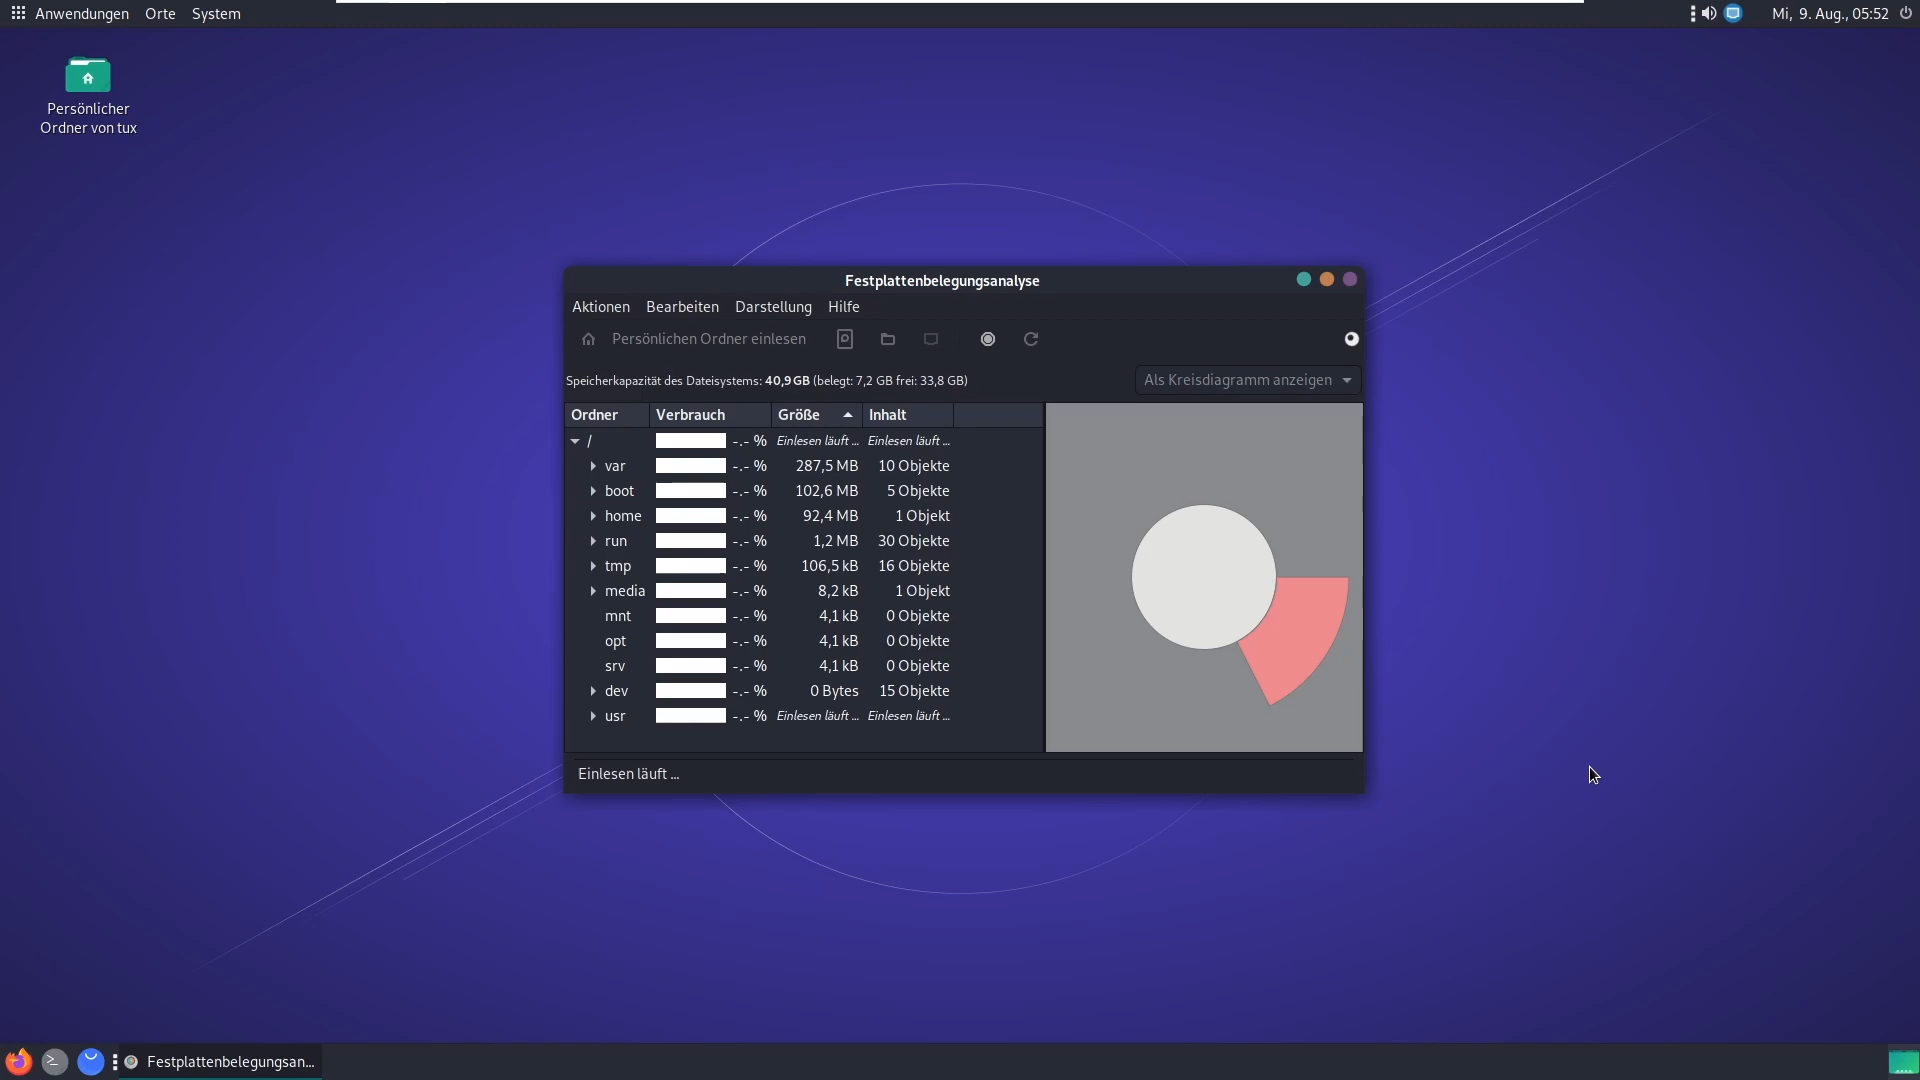 Anwendungen Orte System Mi, 9. Aug., 05:52
Persönlicher
Ordner von tux
Festplattenbelegungsanalyse
Aktionen Bearbeiten Darstellung Hilfe
Persönlichen Ordner einlesen
Speicherkapazität des Dateisystems: 40,9 GB (belegt: 7,2 GB frei: 33,8 GB) Als Kreisdiagramm anzeigen
Ordner Verbrauch Größe Inhalt
/ -.- % Einlesen läuft ... Einlesen läuft ...
var -.- % 287,5 MB 10 Objekte
boot -.- % 102,6 MB 5 Objekte
home -.- % 92,4 MB 1 Objekt
run -.- % 1,2 MB 30 Objekte
tmp -.- % 106,5 kB 16 Objekte
media -.- % 8,2 kB 1 Objekt
mnt -.- % 4,1 kB 0 Objekte
opt -.- % 4,1 kB 0 Objekte
srv -.- % 4,1 kB 0 Objekte
dev -.- % 0 Bytes 15 Objekte
usr -.- % Einlesen läuft ... Einlesen läuft ...
Einlesen läuft ...
Festplattenbelegungsan...